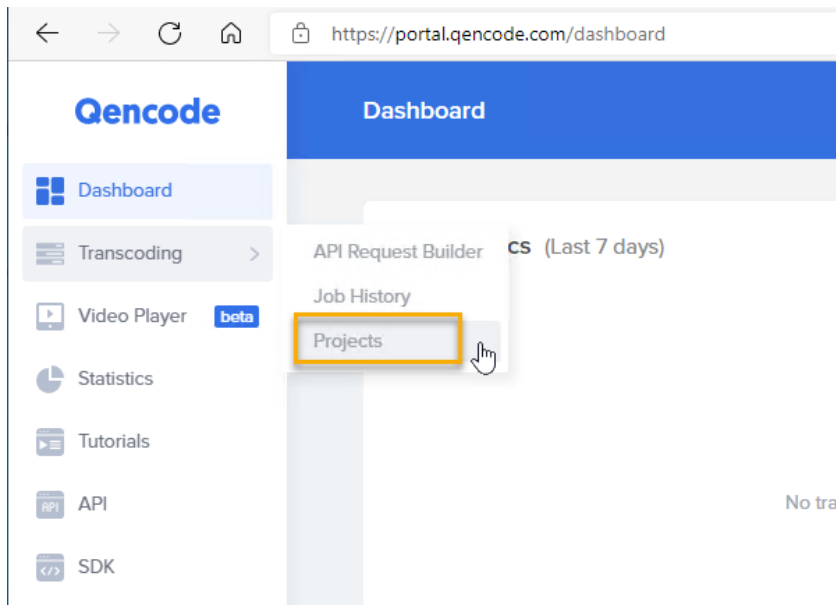 https://portal.qencode.com/dashboard
Qencode
Dashboard
Dashboard
Transcoding
API Request Builder
Job History
Projects
cs (Last 7 days)
Video Player beta
Statistics
Tutorials
API
API
SDK
No tra